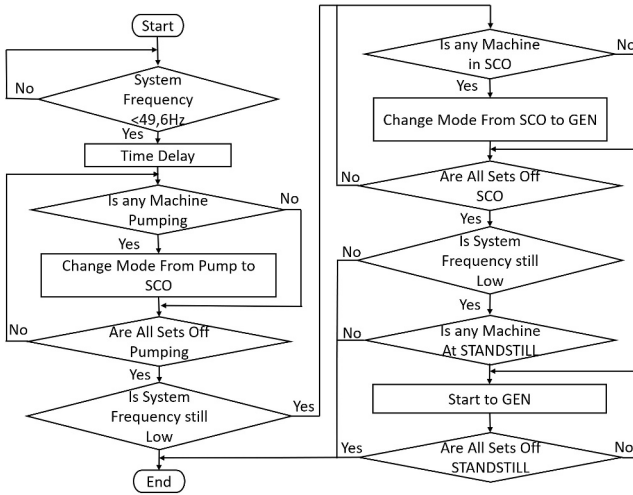 Start
System
Frequency
<49,6Hz
No
Yes
Time Delay
Is any Machine
Pumping
No
Yes
Change Mode From Pump to
SCO
Are All Sets Off
Pumping
No
Yes
Is System
Frequency still
Low
Yes
End
Is any Machine
in SCO
No
Yes
Change Mode From SCO to GEN
Are All Sets Off
SCO
No
Yes
Is System
Frequency still
Low
No
Yes
Is any Machine
At STANDSTILL
No
Yes
Start to GEN
Are All Sets Off
STANDSTILL
Yes
No